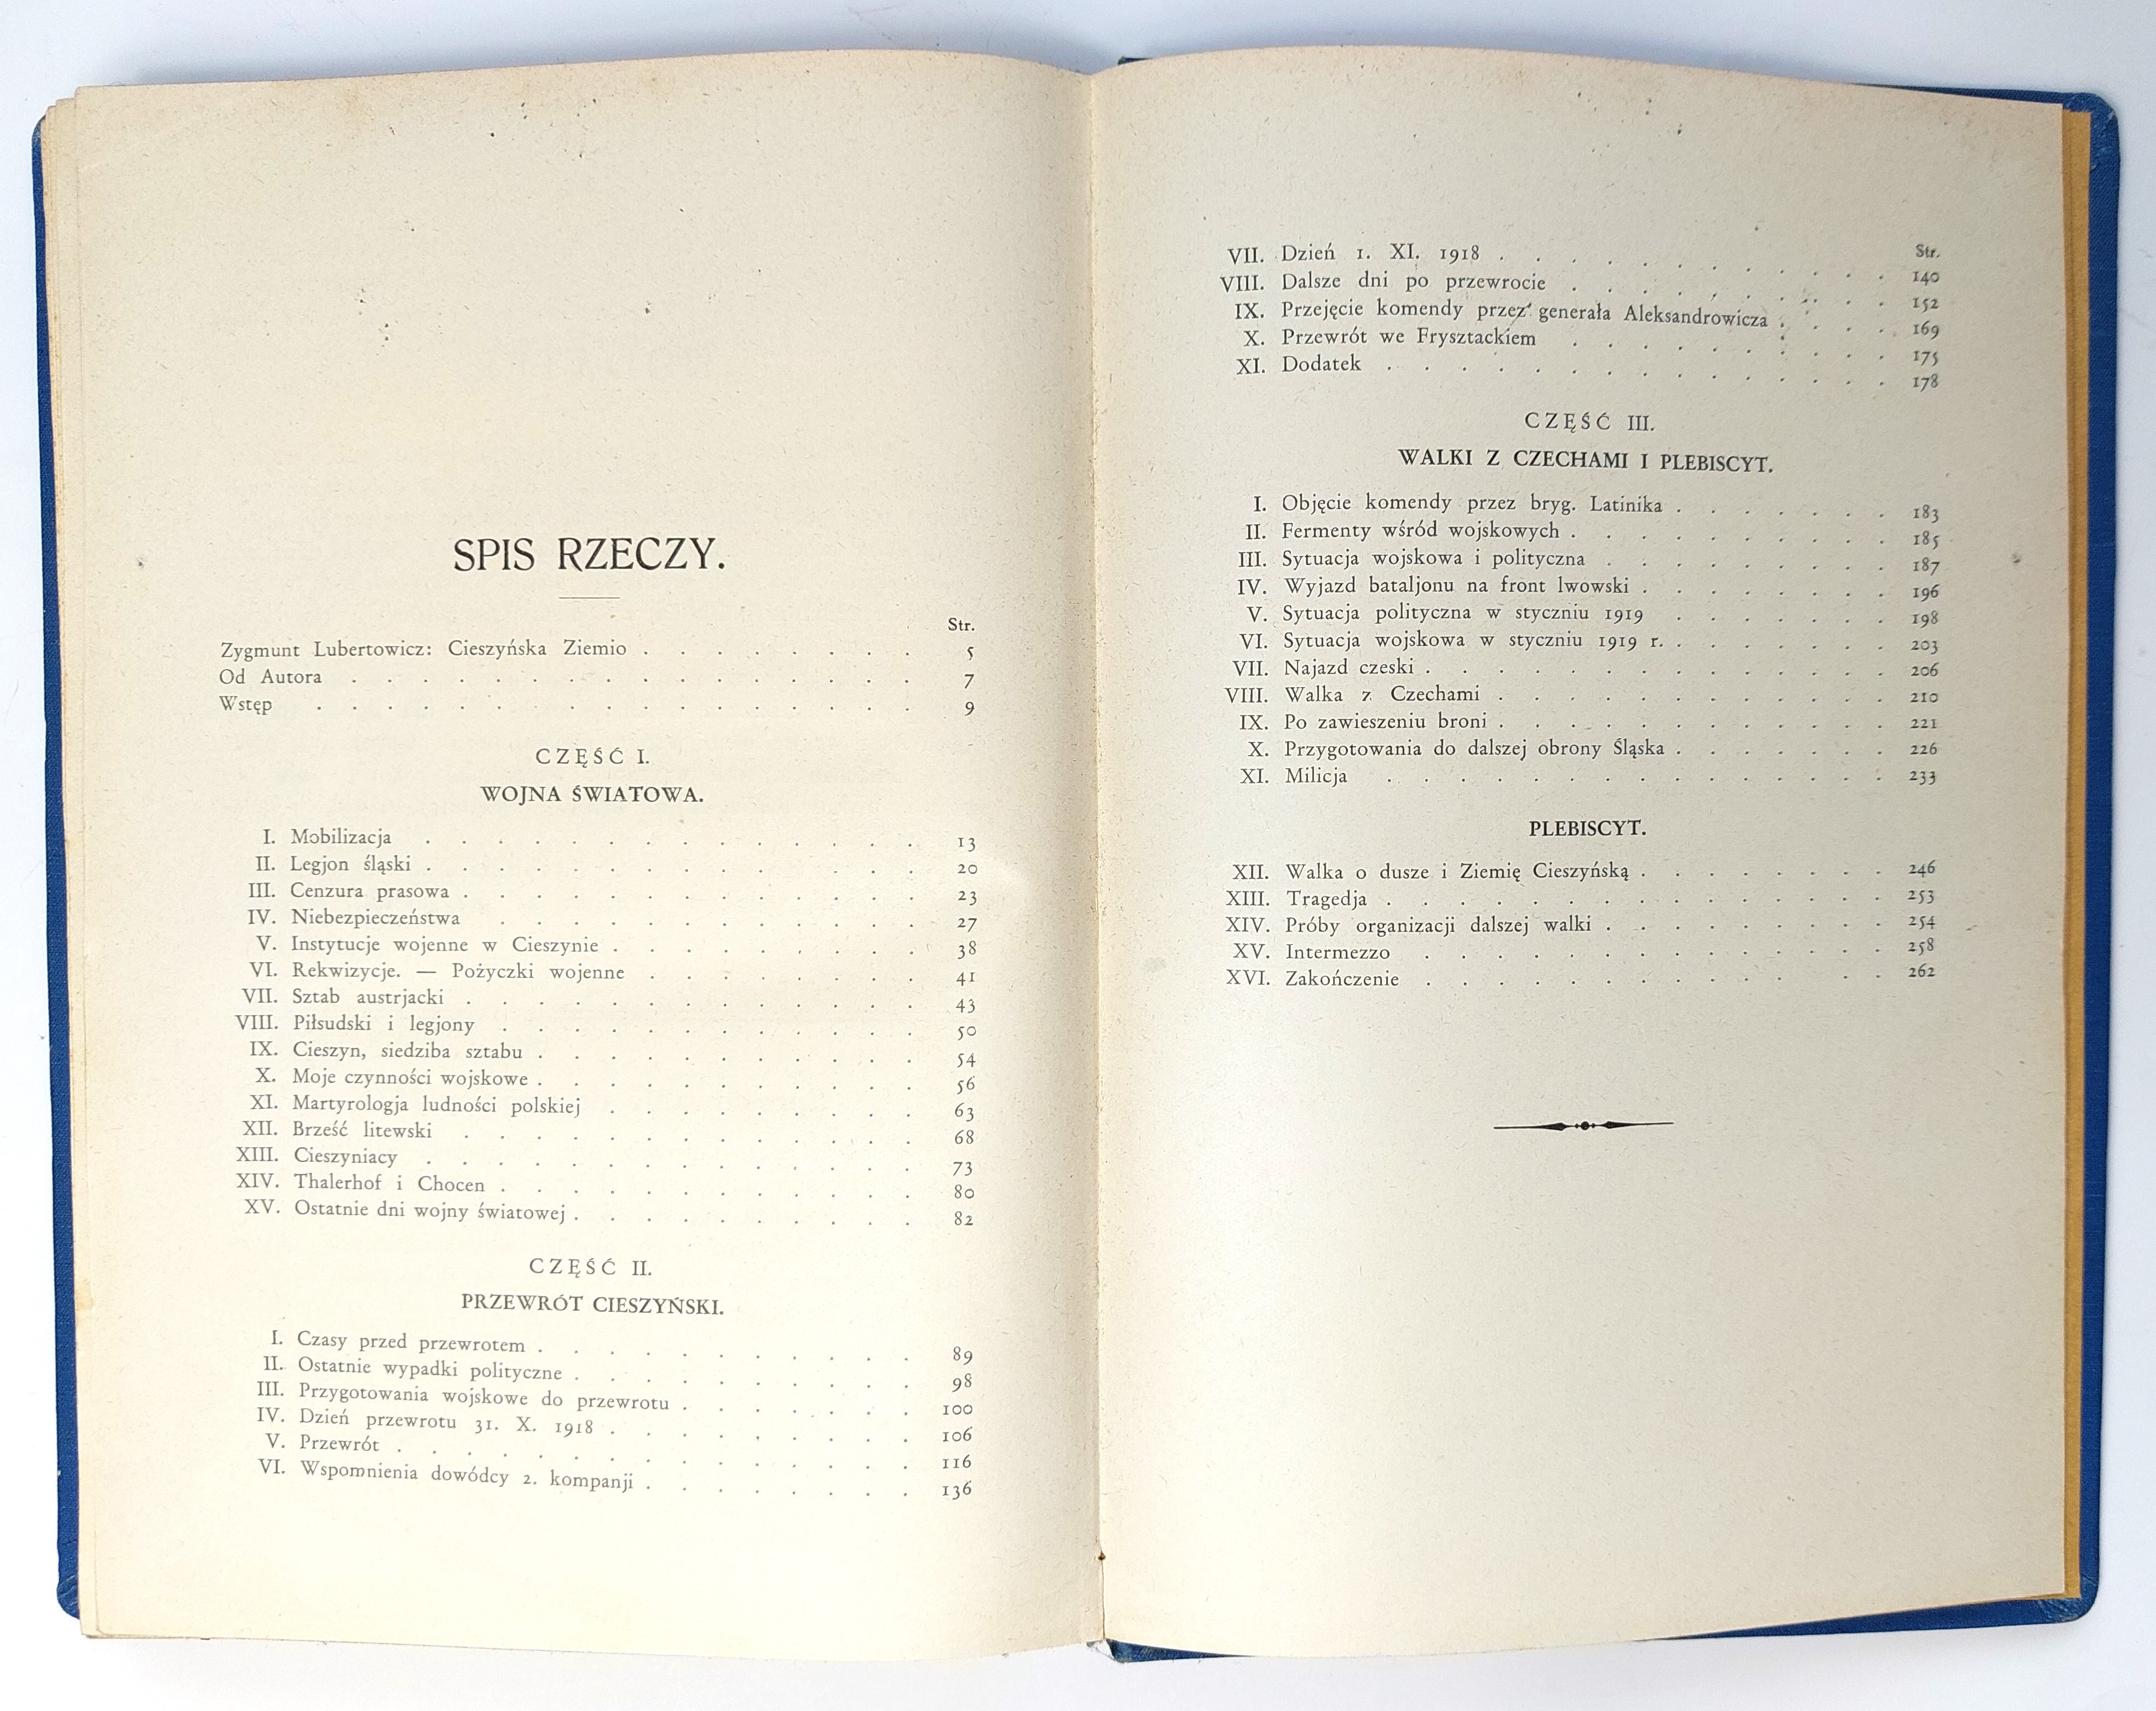 SPIS RZECZY.
Str.
Zygmunt Lubertowicz: Cieszyńska Ziemio . . . . . . . . 5
Od Autora . . . . . . . . . . . . . . . . 7
Wstęp . . . . . . . . . . . . . . . . . 9
CZĘŚĆ I.
WOJNA ŚWIATOWA.
I. Mobilizacja . . . . . . . . . . . . . . 13
II. Legjon śląski . . . . . . . . . . . . . 20
III. Cenzura prasowa . . . . . . . . . . . . . 23
IV. Niebezpieczeństwa . . . . . . . . . . . . 27
V. Instytucje wojenne w Cieszynie . . . . . . . . . 38
VI. Rekwizycje. — Pożyczki wojenne . . . . . . . . 41
VII. Sztab austrjacki . . . . . . . . . . . . . 43
VIII. Piłsudski i legjony . . . . . . . . . . . . 50
IX. Cieszyn, siedziba sztabu . . . . . . . . . . . 54
X. Moje czynności wojskowe . . . . . . . . . . . 56
XI. Martyrologja ludności polskiej . . . . . . . . . 63
XII. Brześć litewski . . . . . . . . . . . . . 68
XIII. Cieszyniacy . . . . . . . . . . . . . . 73
XIV. Thalerhof i Chocen . . . . . . . . . . . . 80
XV. Ostatnie dni wojny światowej . . . . . . . . . . 82
CZĘŚĆ II.
PRZEWRÓT CIESZYŃSKI.
I. Czasy przed przewrotem . . . . . . . . . . . 89
II. Ostatnie wypadki polityczne . . . . . . . . . . 98
III. Przygotowania wojskowe do przewrotu . . . . . . . 100
IV. Dzień przewrotu 31. X. 1918 . . . . . . . . . 106
V. Przewrót . . . . . . . . . . . . . . . 116
VI. Wspomnienia dowódcy 2. kompanji . . . . . . . . 136
Str.
VII. Dzień 1. XI. 1918 . . . . . . . . . . . 140
VIII. Dalsze dni po przewrocie . . . . . . . . . 152
IX. Przejęcie komendy przez generała Aleksandrowicza . . . . 169
X. Przewrót we Frysztackiem . . . . . . . . . 175
XI. Dodatek . . . . . . . . . . . . . . 178
CZĘŚĆ III.
WALKI Z CZECHAMI I PLEBISCYT.
I. Objęcie komendy przez bryg. Latinika . . . . . . . 183
II. Fermenty wśród wojskowych . . . . . . . . . . 185
III. Sytuacja wojskowa i polityczna . . . . . . . . 187
IV. Wyjazd bataljonu na front lwowski . . . . . . . . 196
V. Sytuacja polityczna w styczniu 1919 . . . . . . 198
VI. Sytuacja wojskowa w styczniu 1919 r. . . . . . . . 203
VII. Najazd czeski . . . . . . . . . . . . . . 206
VIII. Walka z Czechami . . . . . . . . . . . . 210
IX. Po zawieszeniu broni . . . . . . . . . . . . 221
X. Przygotowania do dalszej obrony Śląska . . . . . . . 226
XI. Milicja . . . . . . . . . . . . . . 233
PLEBISCYT.
XII. Walka o dusze i Ziemię Cieszyńską . . . . . . . . 246
XIII. Tragedja . . . . . . . . . . . . . . 253
XIV. Próby organizacji dalszej walki . . . . . . . . . 254
XV. Intermezzo . . . . . . . . . . . . . 258
XVI. Zakończenie . . . . . . . . . . . . 262